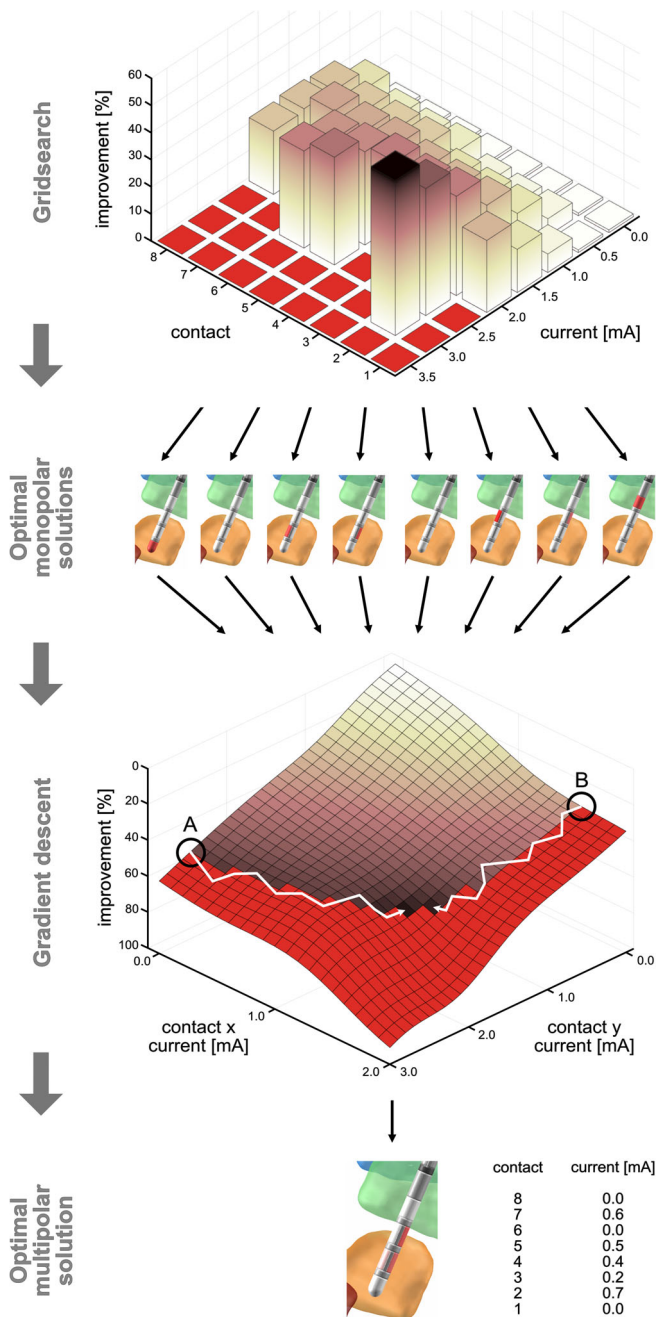 Gridsearch
improvement [%]
60
50
40
30
20
10
0
8
7
6
5
4
3
2
1
contact
0.0
0.5
1.0
1.5
2.0
2.5
3.0
3.5
current [mA]
Optimal
monopolar
solutions
Gradient descent
improvement [%]
0
20
40
60
80
100
A
B
0.0
1.0
2.0
contact x
current [mA]
0.0
1.0
2.0
3.0
contact y
current [mA]
Optimal
multipolar
solution
contact current [mA]
8 0.0
7 0.6
6 0.0
5 0.5
4 0.4
3 0.2
2 0.7
1 0.0